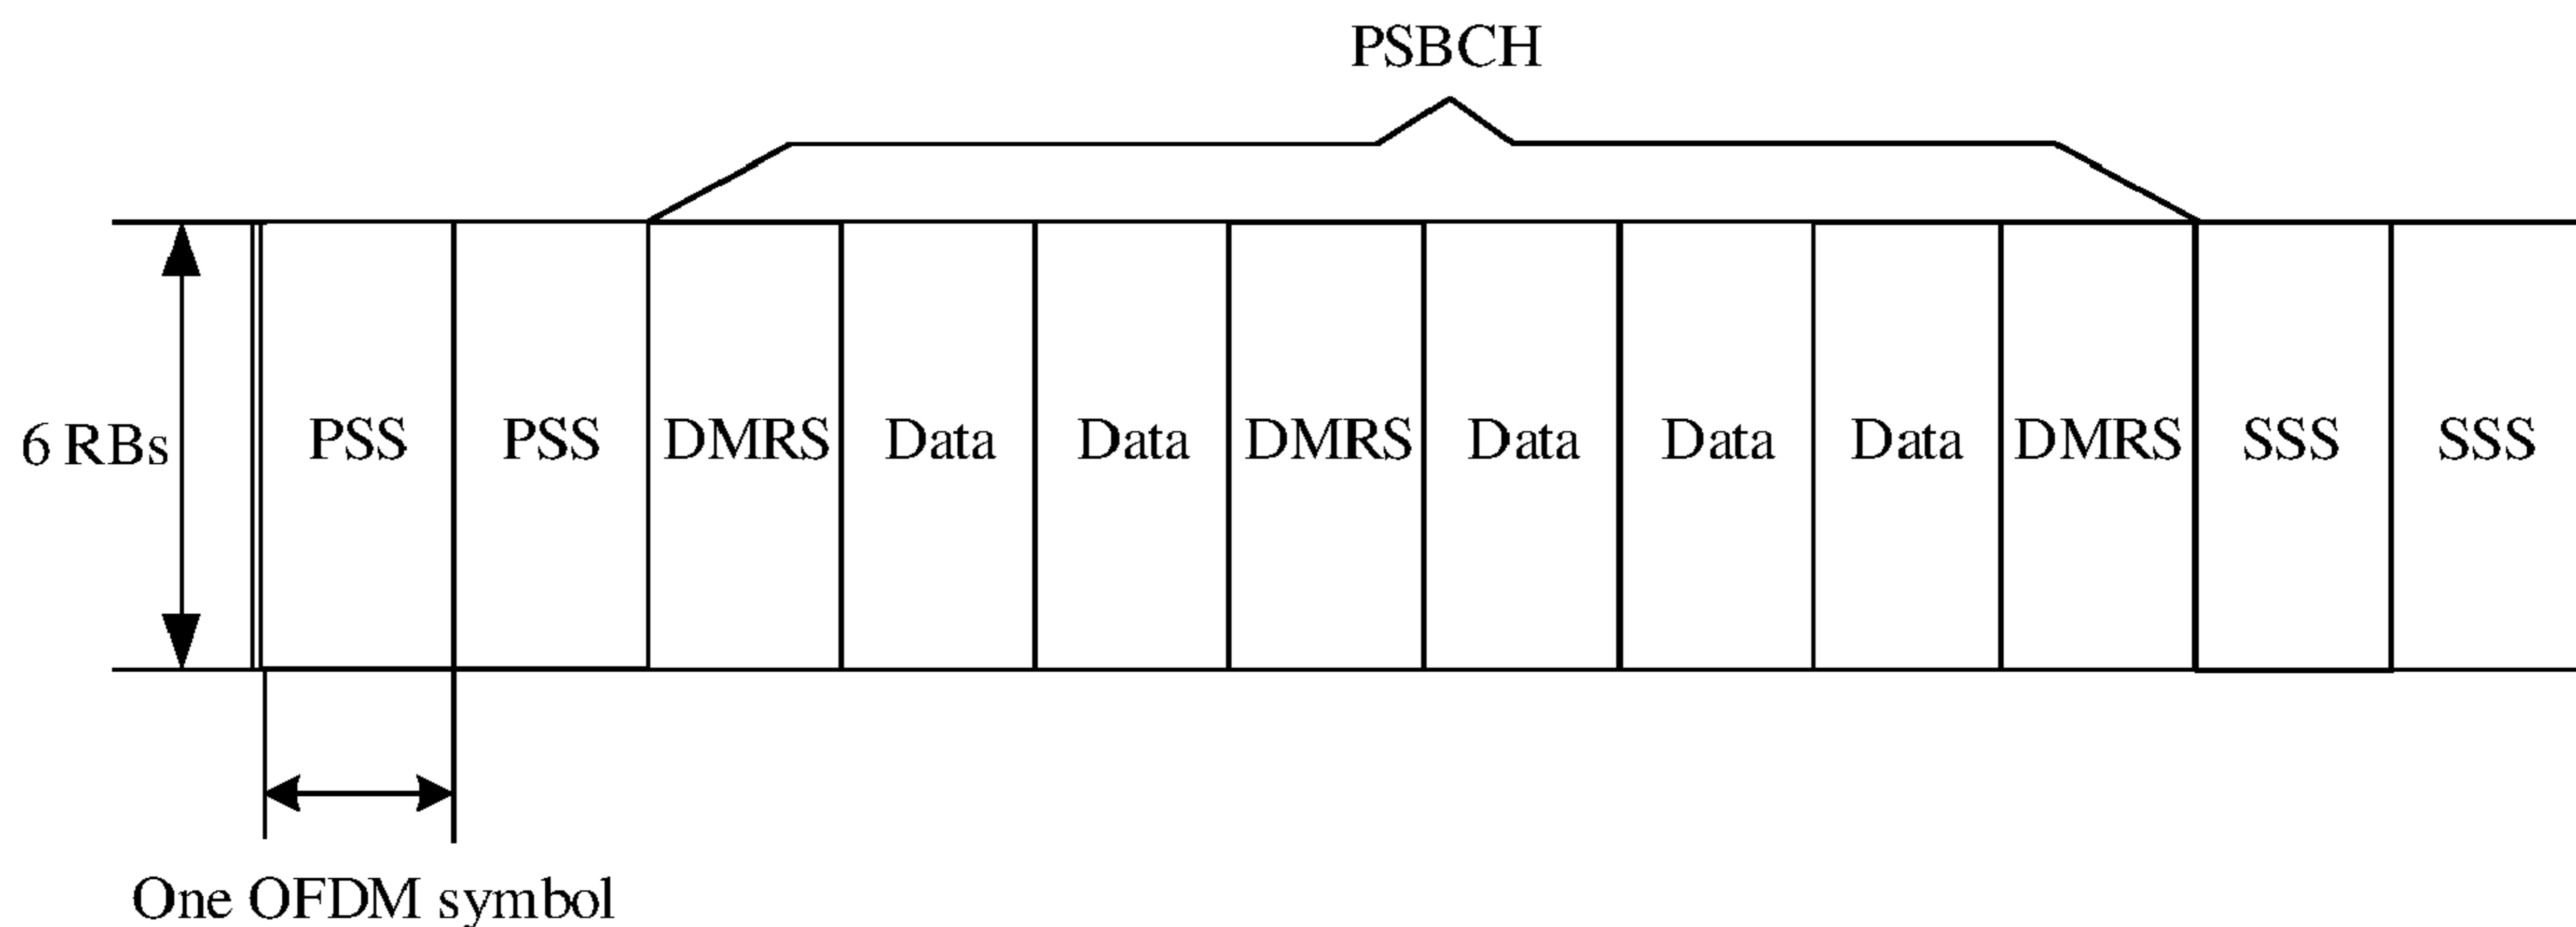 PSBCH
6 RBs PSS PSS DMRS Data Data DMRS Data Data Data DMRS SSS SSS
One OFDM symbol